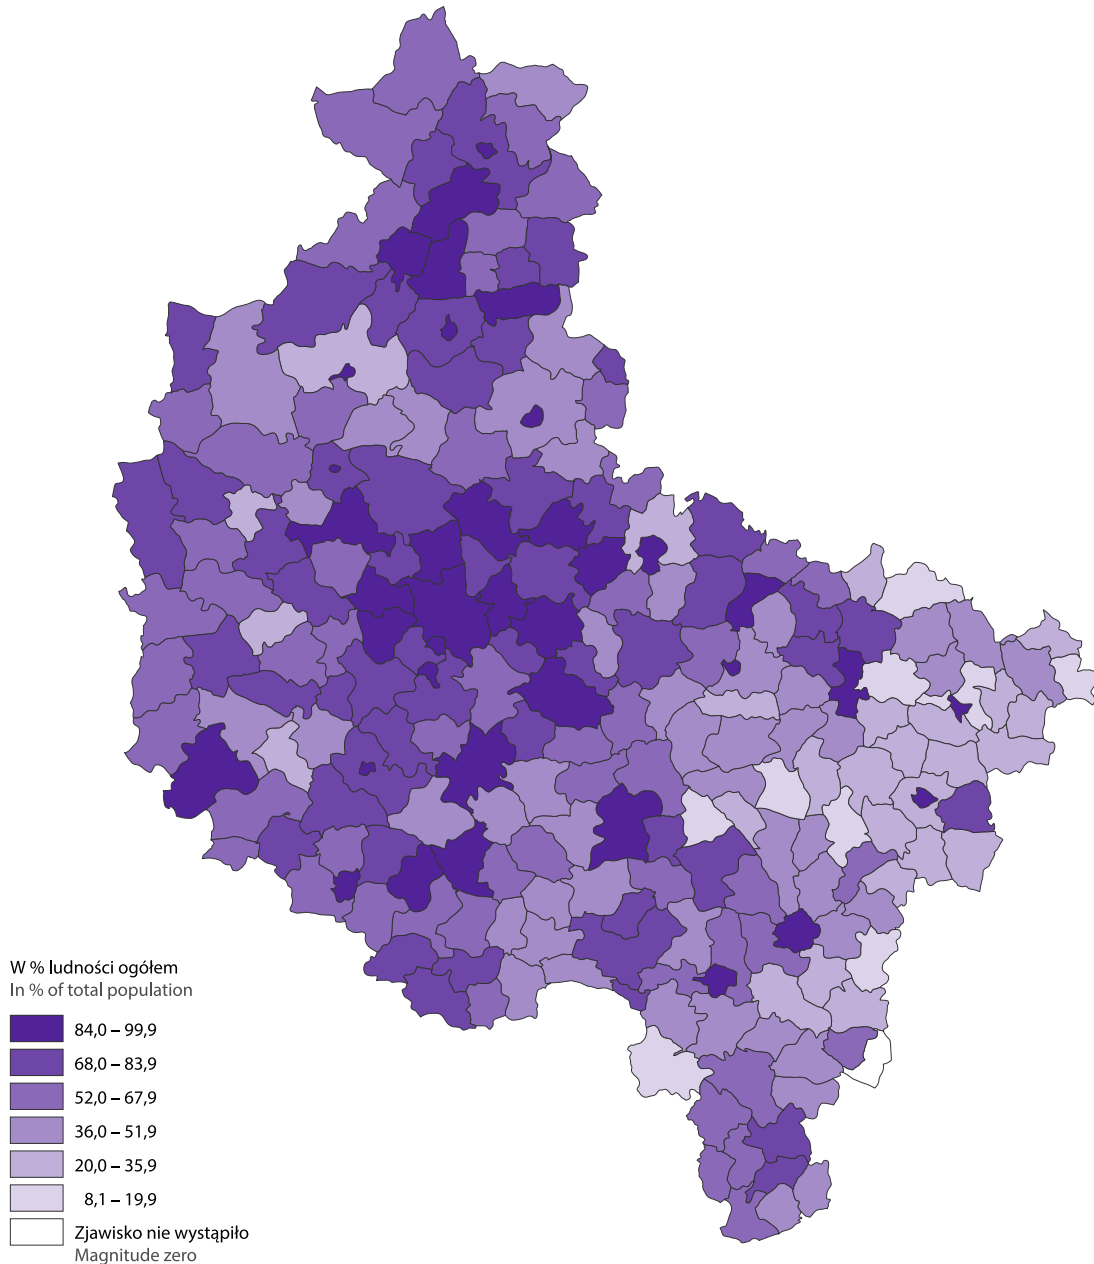 W % ludności ogółem
In % of total population
84,0 – 99,9
68,0 – 83,9
52,0 – 67,9
36,0 – 51,9
20,0 – 35,9
8,1 – 19,9
Zjawisko nie wystąpiło
Magnitude zero